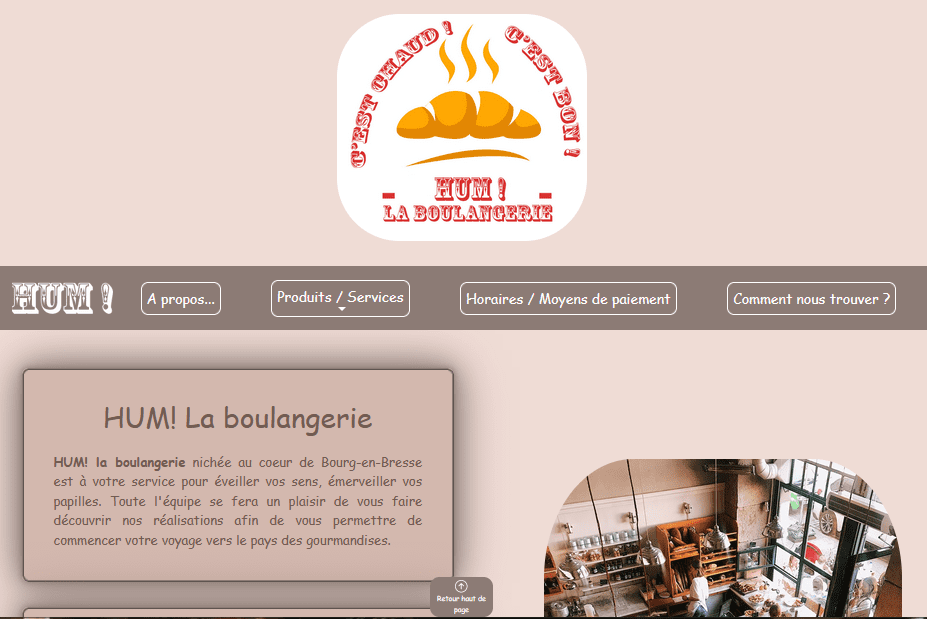 C'EST CHAUD ! C'EST BON !
HUM !
LA BOULANGERIE
HUM !
A propos...
Produits / Services
Horaires / Moyens de paiement
Comment nous trouver ?
HUM! La boulangerie
HUM! la boulangerie nichée au coeur de Bourg-en-Bresse
est à votre service pour éveiller vos sens, émerveiller vos
papilles. Toute l'équipe se fera un plaisir de vous faire
découvrir nos réalisations afin de vous permettre de
commencer votre voyage vers le pays des gourmandises.
Retour haut de
page